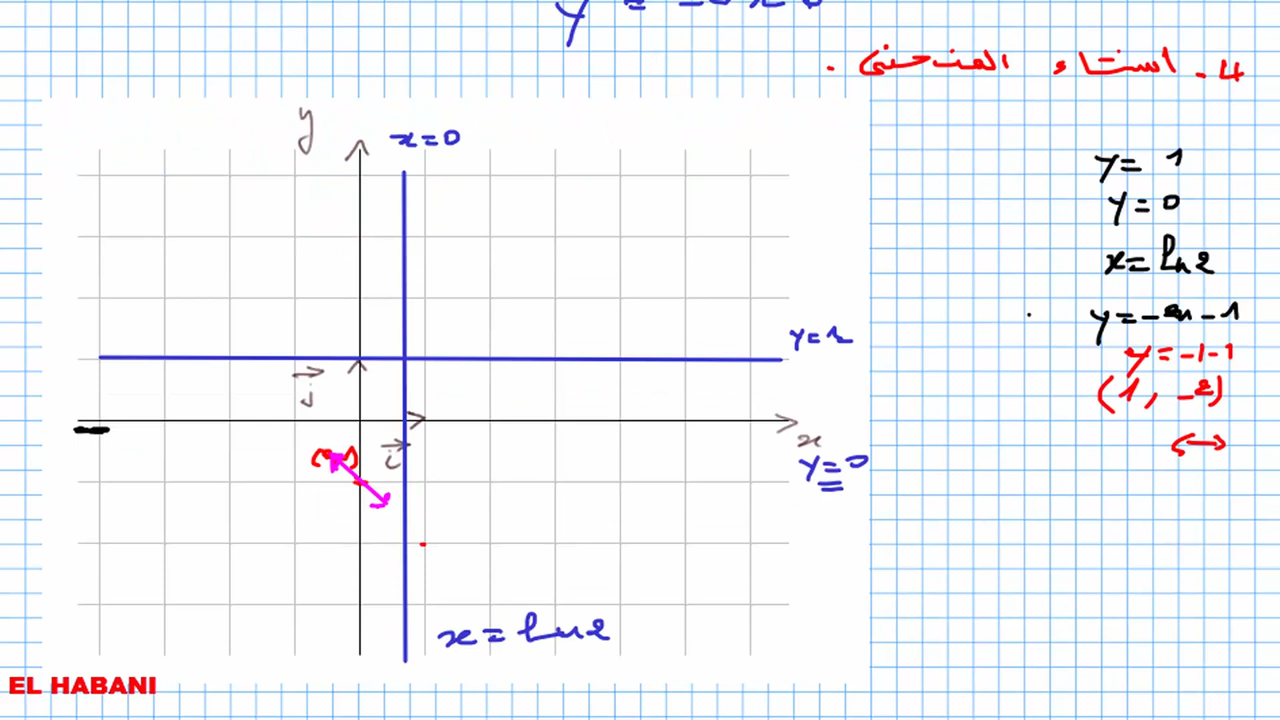 4- انشاء المنحنى .
y
x=0
y=1
y=0
x=ln2
y=-x-1
y=-1-1
(1, -2)
y=1
j
x
i
y=0
x=ln2
EL HABANI